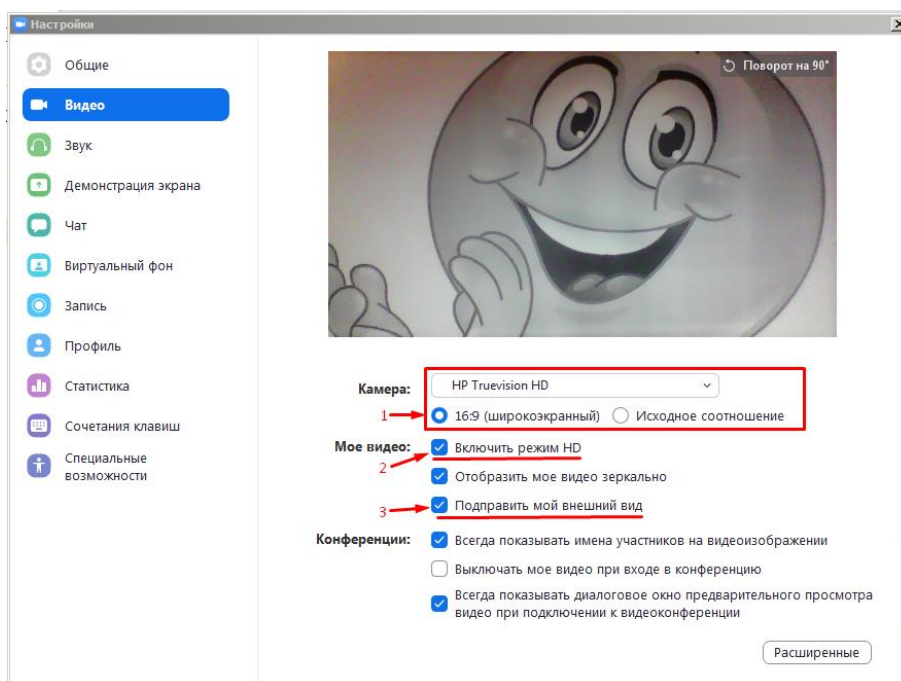 Настройки
Общие
Видео
Звук
Демонстрация экрана
Чат
Виртуальный фон
Запись
Профиль
Статистика
Сочетания клавиш
Специальные
возможности
Поворот на 90°
Камера:
HP Truevision HD
1
16:9 (широкоэкранный) Исходное соотношение
Мое видео:
Включить режим HD
2
Отобразить мое видео зеркально
3
Подправить мой внешний вид
Конференции:
Всегда показывать имена участников на видеоизображении
Выключать мое видео при входе в конференцию
Всегда показывать диалоговое окно предварительного просмотра
видео при подключении к видеоконференции
Расширенные